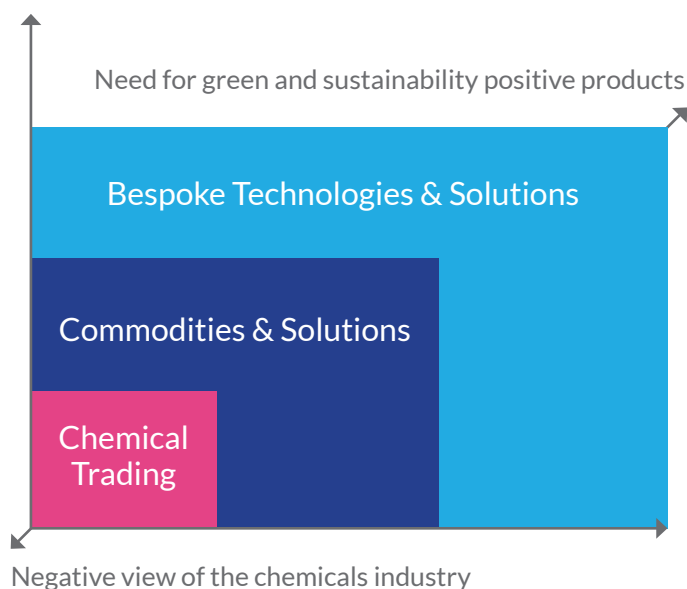 Need for green and sustainability positive products
Bespoke Technologies & Solutions
Commodities & Solutions
Chemical
Trading
Negative view of the chemicals industry